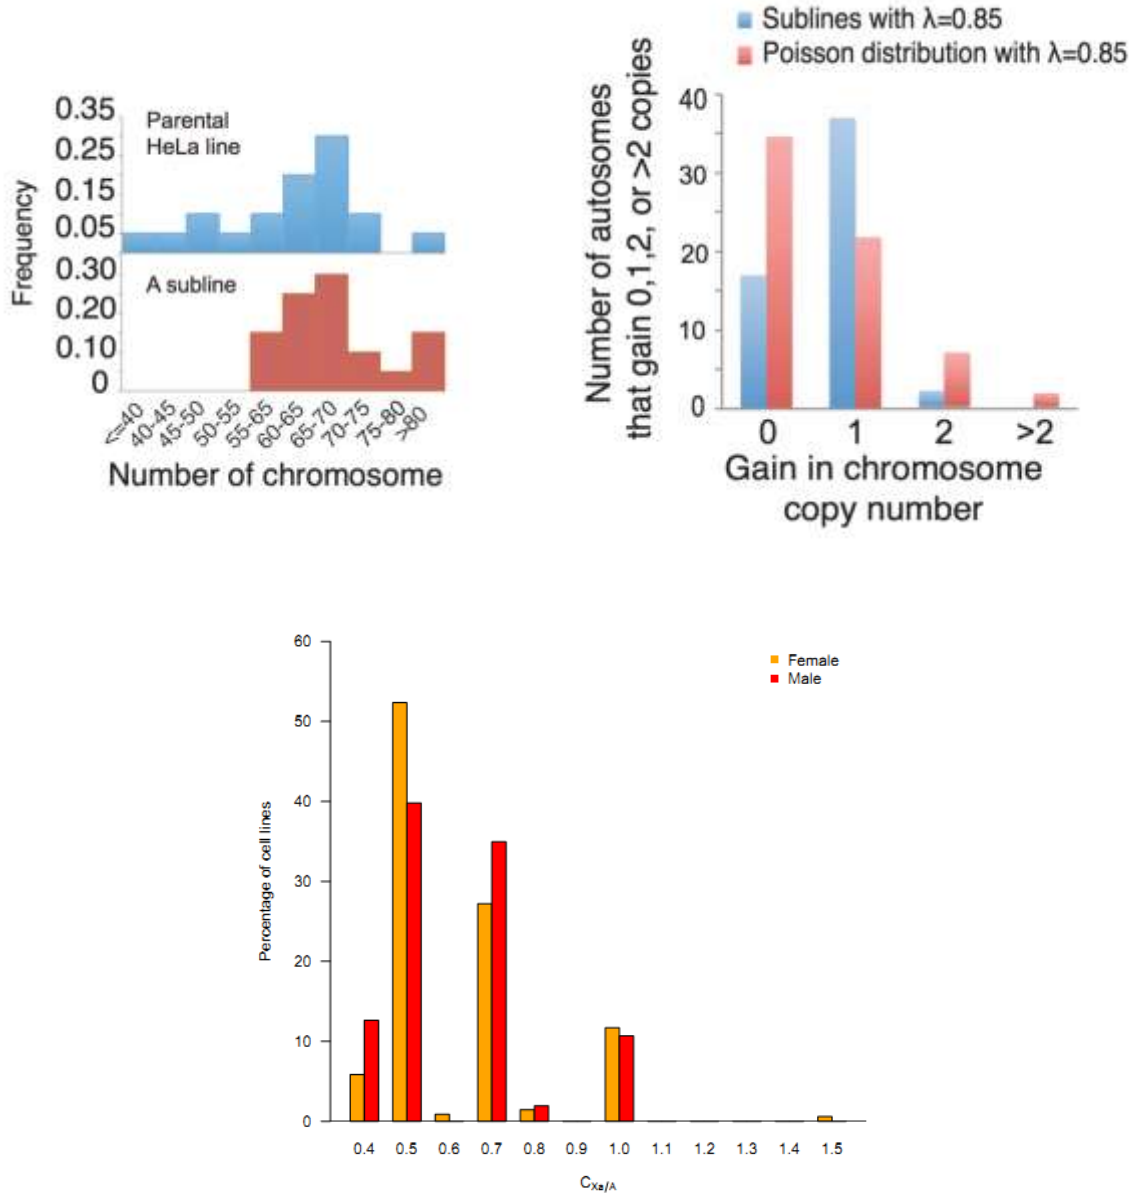 0.35
0.25
0.15
0.05
0.30
0.20
0.10
0
Frequency
Parental
HeLa line
A subline
<=40
40-45
45-50
50-55
55-65
60-65
65-70
70-75
75-80
>80
Number of chromosome
Sublines with λ=0.85
Poisson distribution with λ=0.85
Number of autosomes
that gain 0,1,2, or >2 copies
40
30
20
10
0
0 1 2 >2
Gain in chromosome
copy number
60
50
40
30
20
10
0
Percentage of cell lines
Female
Male
0.4 0.5 0.6 0.7 0.8 0.9 1.0 1.1 1.2 1.3 1.4 1.5
C Xa/A